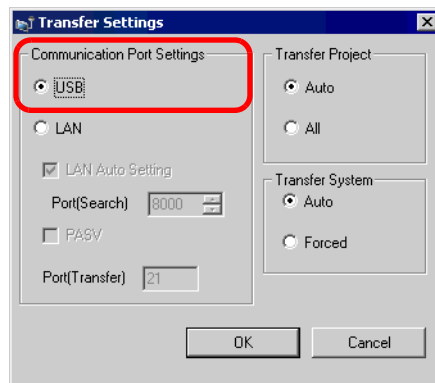 Transfer Settings
Communication Port Settings
USB
LAN
LAN Auto Setting
Port(Search) 8000
PASV
Port(Transfer) 21
Transfer Project
Auto
All
Transfer System
Auto
Forced
OK Cancel